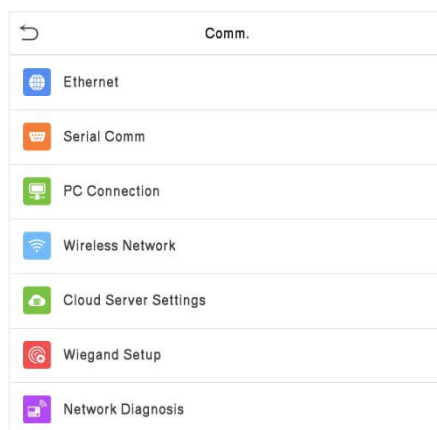 Comm.
Ethernet
Serial Comm
PC Connection
Wireless Network
Cloud Server Settings
Wiegand Setup
Network Diagnosis